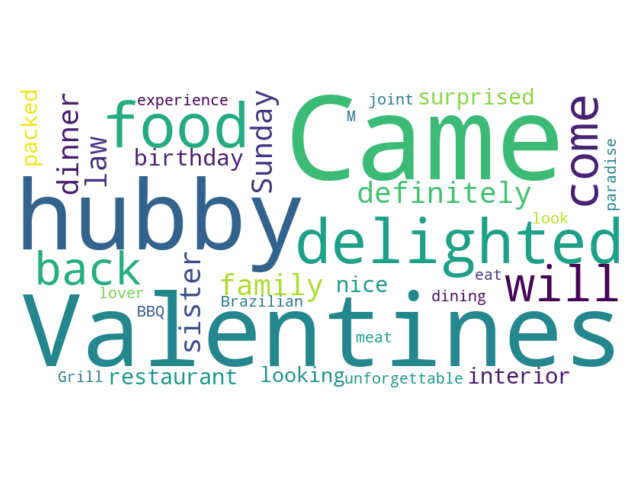 packed
dinner
law
experience
food
birthday
Sunday
Came
M
joint
surprised
come
paradise
definitely
look
hubby
delighted
back
sister
family
nice
eat
will
lover
BBQ
Brazilian
dining
Valentines
meat
Grill
restaurant
looking
unforgettable
interior